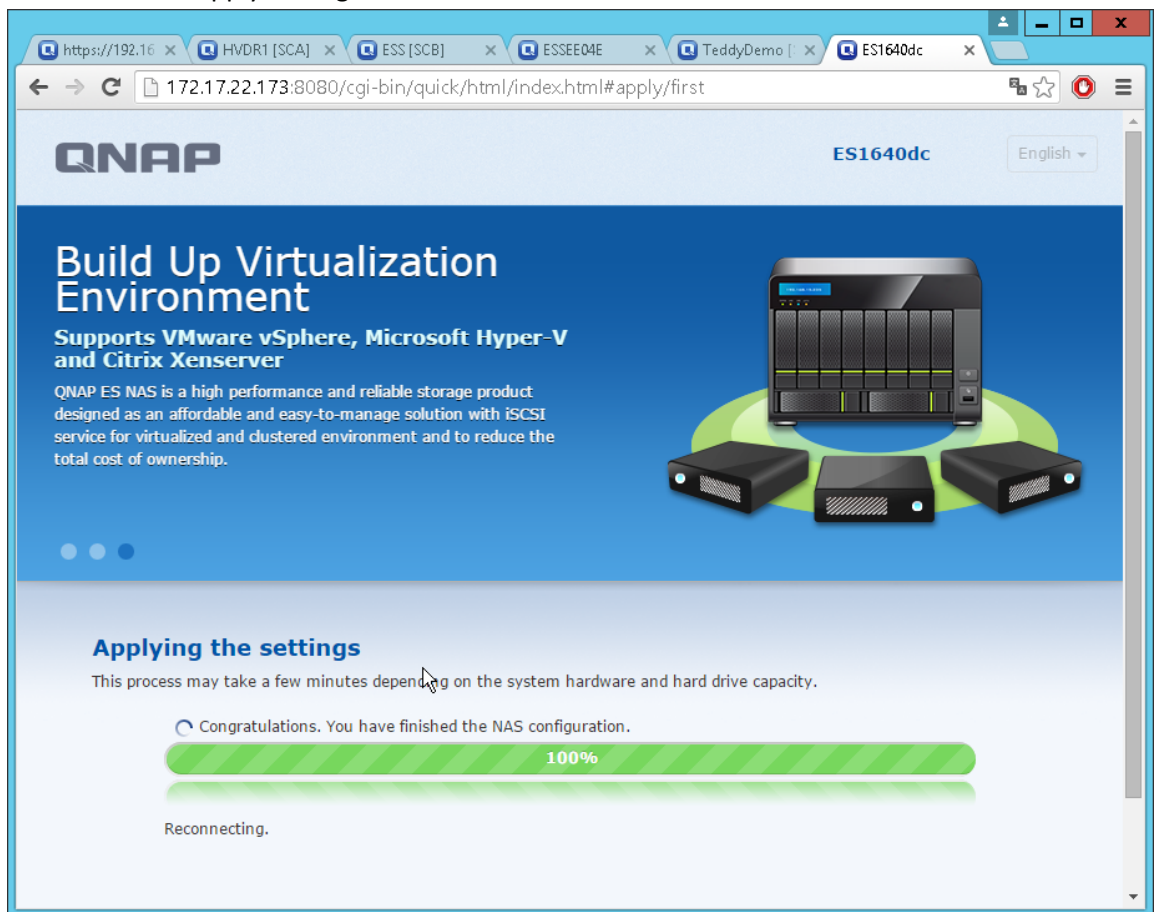 https://192.16
HVDR1 [SCA]
ESS [SCB]
ESSEE04E
TeddyDemo [
ES1640dc
172.17.22.173:8080/cgi-bin/quick/html/index.html#apply/first
QNAP
ES1640dc
English
Build Up Virtualization
Environment
Supports VMware vSphere, Microsoft Hyper-V
and Citrix Xenserver
QNAP ES NAS is a high performance and reliable storage product
designed as an affordable and easy-to-manage solution with iSCSI
service for virtualized and clustered environment and to reduce the
total cost of ownership.
Applying the settings
This process may take a few minutes depending on the system hardware and hard drive capacity.
Congratulations. You have finished the NAS configuration.
100%
Reconnecting.